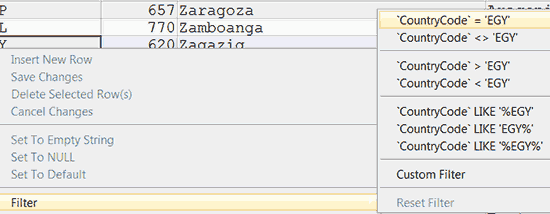 P 657 Zaragoza
L 770 Zamboanga
Y 620 Zagazig
Insert New Row
Save Changes
Delete Selected Row(s)
Cancel Changes
Set To Empty String
Set To NULL
Set To Default
Filter
`CountryCode` = 'EGY'
`CountryCode` <> 'EGY'
`CountryCode` > 'EGY'
`CountryCode` < 'EGY'
`CountryCode` LIKE '%EGY'
`CountryCode` LIKE 'EGY%'
`CountryCode` LIKE '%EGY%'
Custom Filter
Reset Filter